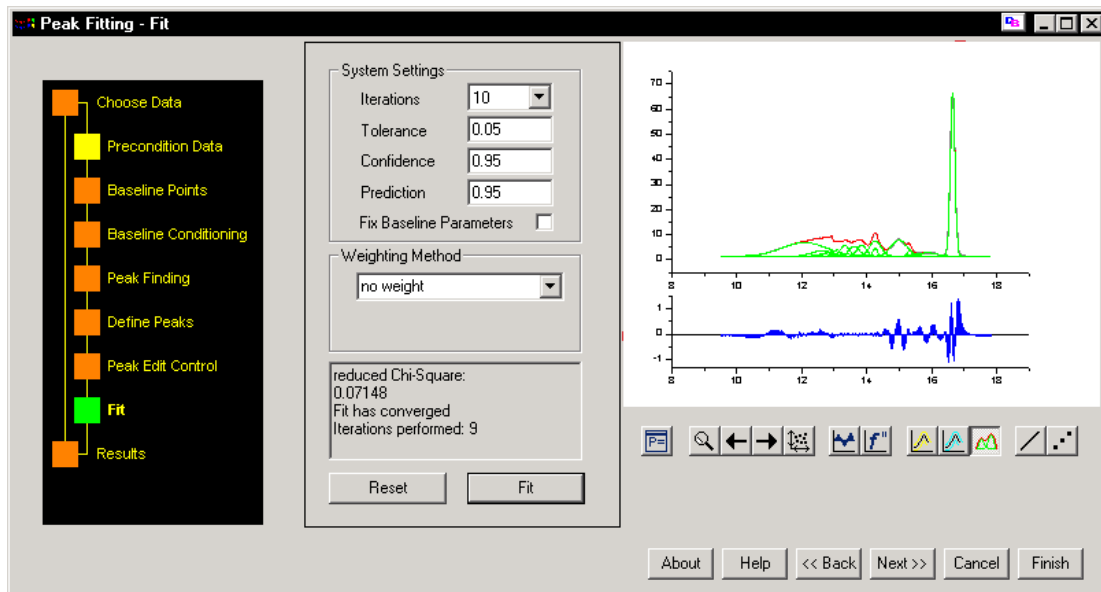 Peak Fitting - Fit
Choose Data
Precondition Data
Baseline Points
Baseline Conditioning
Peak Finding
Define Peaks
Peak Edit Control
Fit
Results
System Settings
Iterations 10
Tolerance 0.05
Confidence 0.95
Prediction 0.95
Fix Baseline Parameters
Weighting Method
no weight
reduced Chi-Square:
0.07148
Fit has converged
Iterations performed: 9
Reset Fit
70
60
50
40
30
20
10
0
8 10 12 14 16 18
1
0
-1
8 10 12 14 16 18
P=
f"
About Help << Back Next >> Cancel Finish